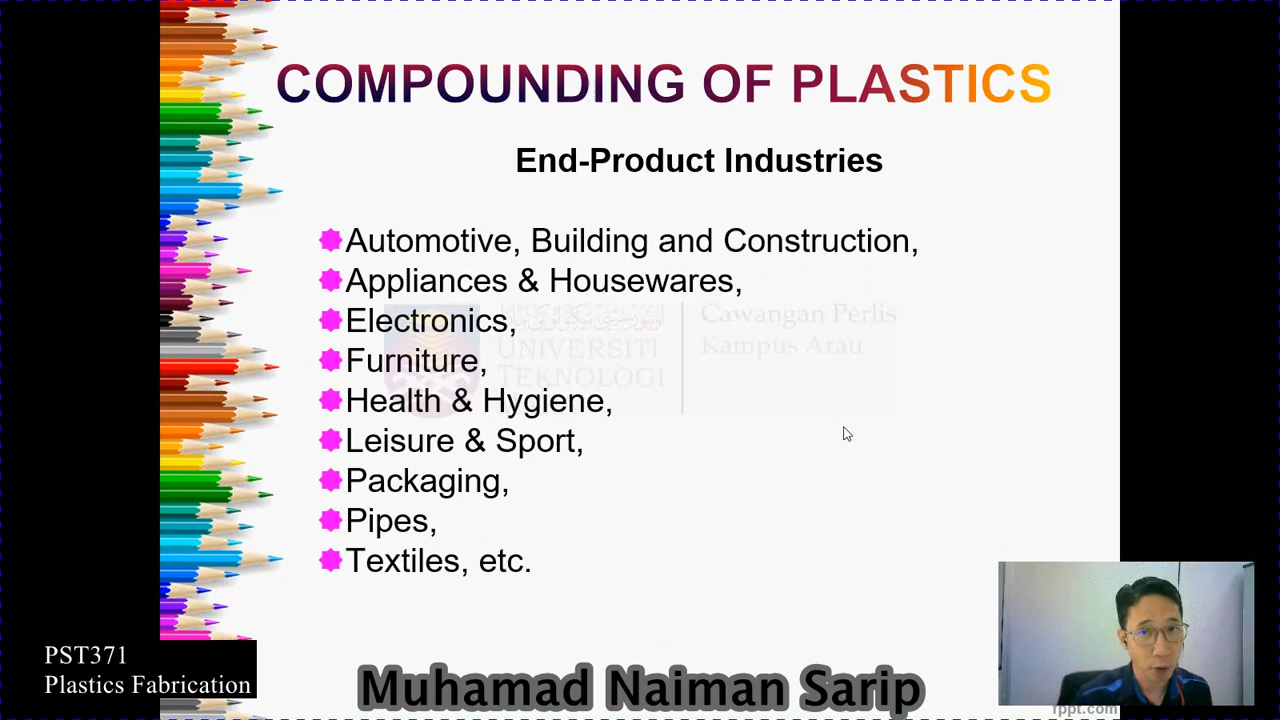 COMPOUNDING OF PLASTICS
End-Product Industries
Automotive, Building and Construction,
Appliances & Housewares,
Electronics,
Furniture,
Health & Hygiene,
Leisure & Sport,
Packaging,
Pipes,
Textiles, etc.
UNIVERSITI
TEKNOLOGI
Cawangan Perlis
Kampus Arau
PST371
Plastics Fabrication
Muhamad Naiman Sarip
fppt.com